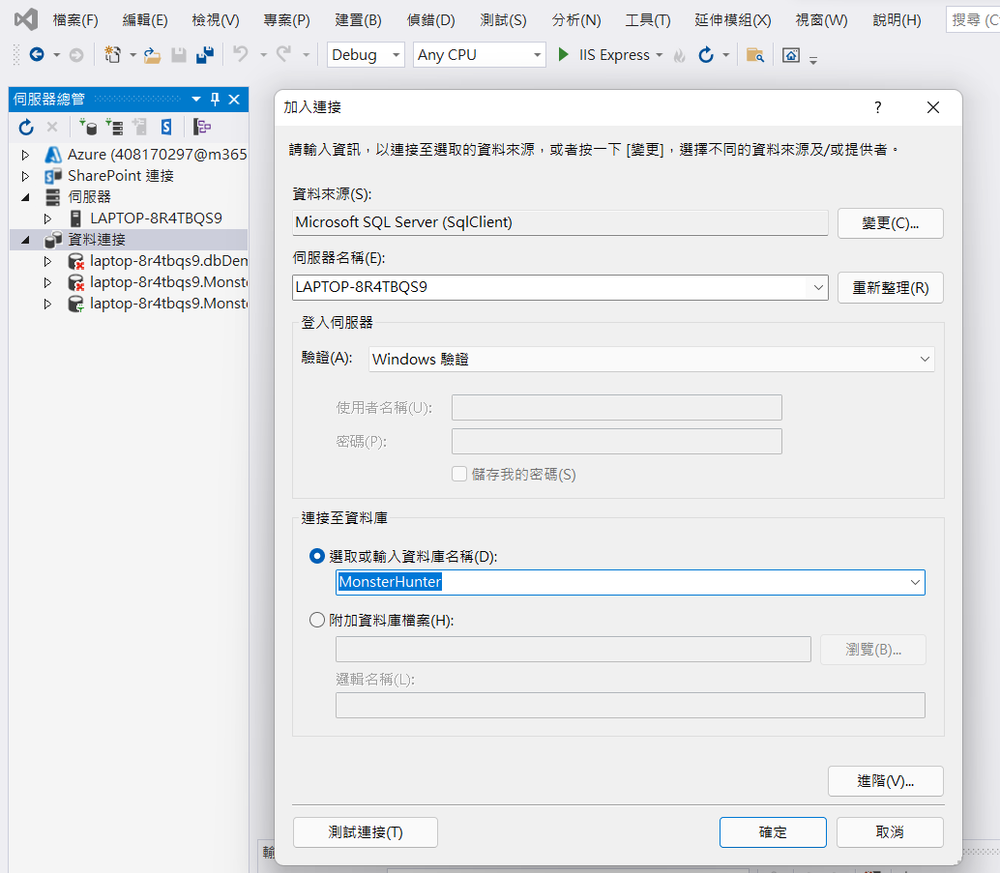 檔案(F) 編輯(E) 檢視(V) 專案(P) 建置(B) 偵錯(D) 測試(S) 分析(N) 工具(T) 延伸模組(X) 視窗(W) 說明(H) 搜尋 (C
Debug Any CPU IIS Express
伺服器總管
Azure (408170297@m365
SharePoint 連接
伺服器
LAPTOP-8R4TBQS9
資料連接
laptop-8r4tbqs9.dbDen
laptop-8r4tbqs9.Monst
laptop-8r4tbqs9.Monst
加入連接
?
請輸入資訊，以連接至選取的資料來源，或者按一下 [變更]，選擇不同的資料來源及/或提供者。
資料來源(S):
Microsoft SQL Server (SqlClient)
變更(C)...
伺服器名稱(E):
LAPTOP-8R4TBQS9
重新整理(R)
登入伺服器
驗證(A): Windows 驗證
使用者名稱(U):
密碼(P):
儲存我的密碼(S)
連接至資料庫
選取或輸入資料庫名稱(D):
MonsterHunter
附加資料庫檔案(H):
瀏覽(B)...
邏輯名稱(L):
進階(V)...
測試連接(T) 確定 取消